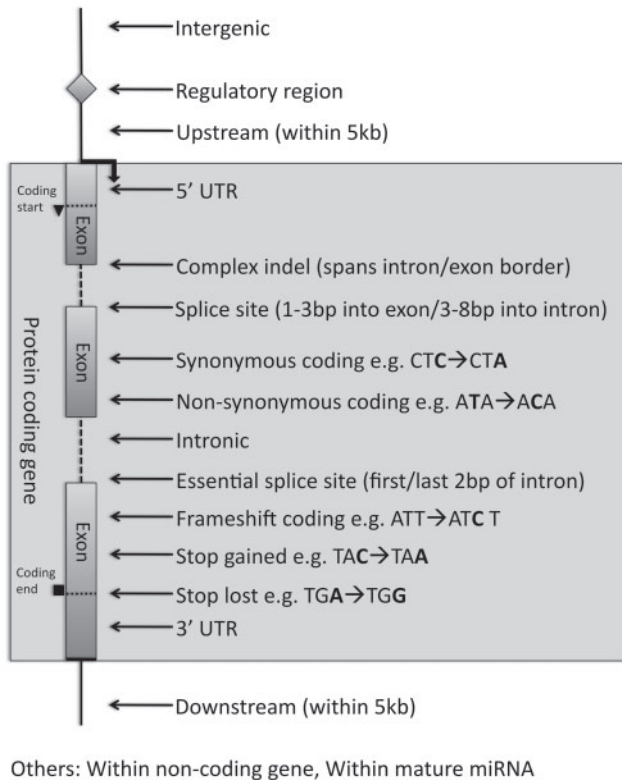 Intergenic
Regulatory region
Upstream (within 5kb)
5' UTR
Coding
start
Exon
Complex indel (spans intron/exon border)
Splice site (1-3bp into exon/3-8bp into intron)
Protein coding gene
Exon
Synonymous coding e.g. CTC→CTA
Non-synonymous coding e.g. ATA→ACA
Intronic
Essential splice site (first/last 2bp of intron)
Exon
Frameshift coding e.g. ATT→ATC T
Stop gained e.g. TAC→TAA
Coding
end
Stop lost e.g. TGA→TGG
3' UTR
Downstream (within 5kb)
Others: Within non-coding gene, Within mature miRNA